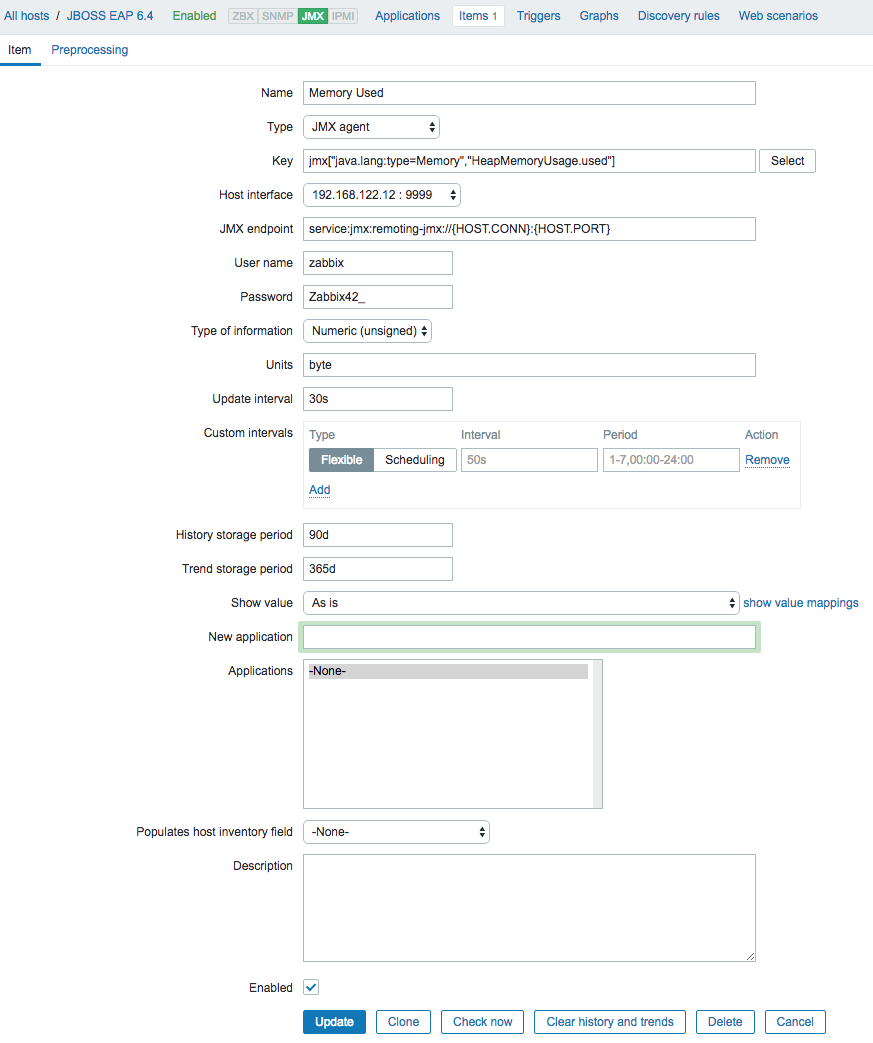 All hosts / JBOSS EAP 6.4 Enabled ZBX SNMP JMX IPMI Applications Items 1 Triggers Graphs Discovery rules Web scenarios
Item Preprocessing
Name Memory Used
Type JMX agent
Key jmx["java.lang:type=Memory","HeapMemoryUsage.used"] Select
Host interface 192.168.122.12 : 9999
JMX endpoint service:jmx:remoting-jmx://{HOST.CONN}:{HOST.PORT}
User name zabbix
Password Zabbix42_
Type of information Numeric (unsigned)
Units byte
Update interval 30s
Custom intervals Type Interval Period Action
Flexible Scheduling 50s 1-7,00:00-24:00 Remove
Add
History storage period 90d
Trend storage period 365d
Show value As is show value mappings
New application
Applications -None-
Populates host inventory field -None-
Description
Enabled
Update Clone Check now Clear history and trends Delete Cancel